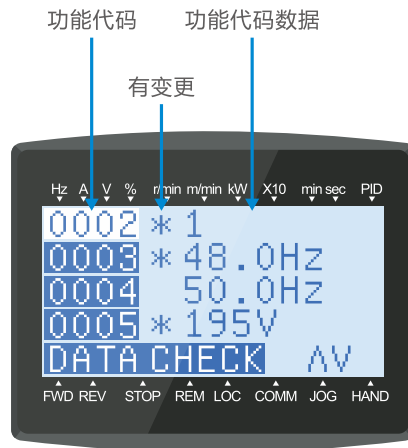 功能代码 功能代码数据
有变更
Hz A V % r/min m/min kW X10 min sec PID
0002 * 1
0003 * 48.0Hz
0004 50.0Hz
0005 * 195V
DATA CHECK ∧∨
FWD REV STOP REM LOC COMM JOG HAND